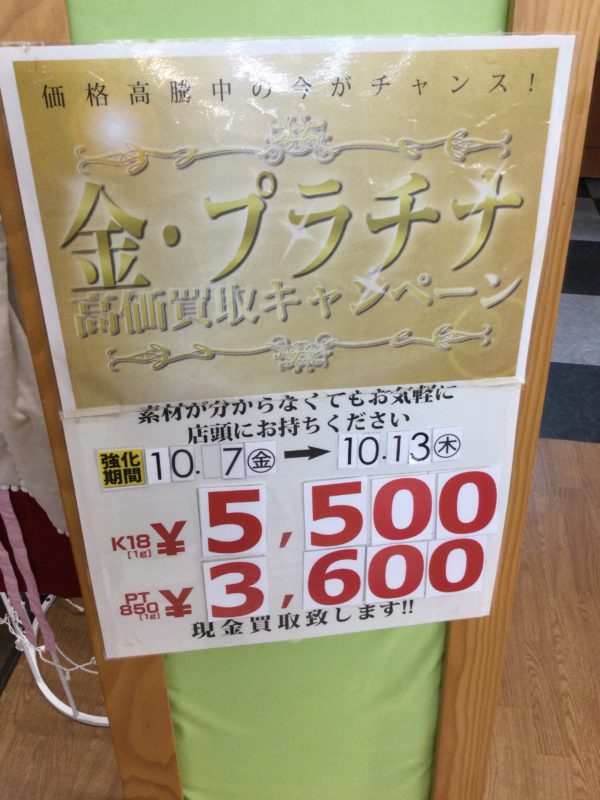 価格高騰中の今がチャンス!
金・プラチナ
高価買取キャンペーン
素材が分からなくてもお気軽に
店頭にお持ちください
強化期間 10. 7㊎ → 10.13㊍
K18 [1g] ¥5,500
PT850 [1g] ¥3,600
現金買取致します!!